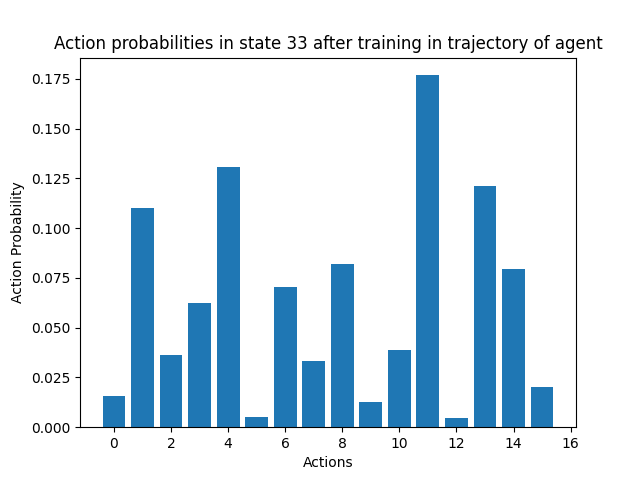 Action probabilities in state 33 after training in trajectory of agent
0.175
0.150
0.125
0.100
0.075
0.050
0.025
0.000
Action Probability
0 2 4 6 8 10 12 14 16
Actions